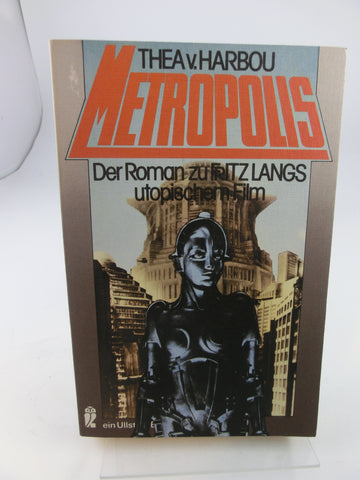 THEA v. HARBOU
METROPOLIS
Der Roman zu FRITZ LANGS
utopischem Film
ein Ullst